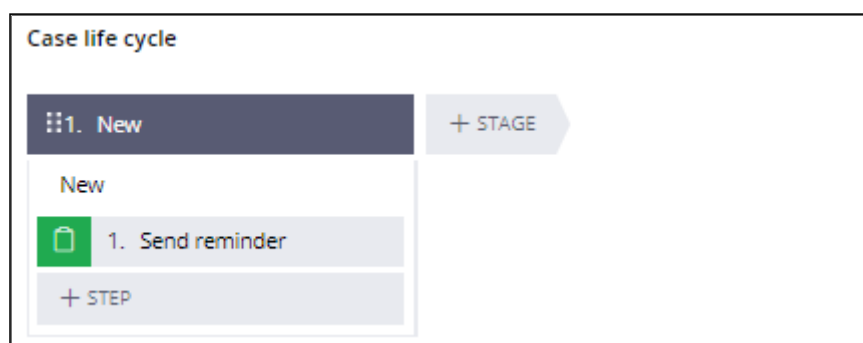 Case life cycle
1. New
+ STAGE
New
1. Send reminder
+ STEP